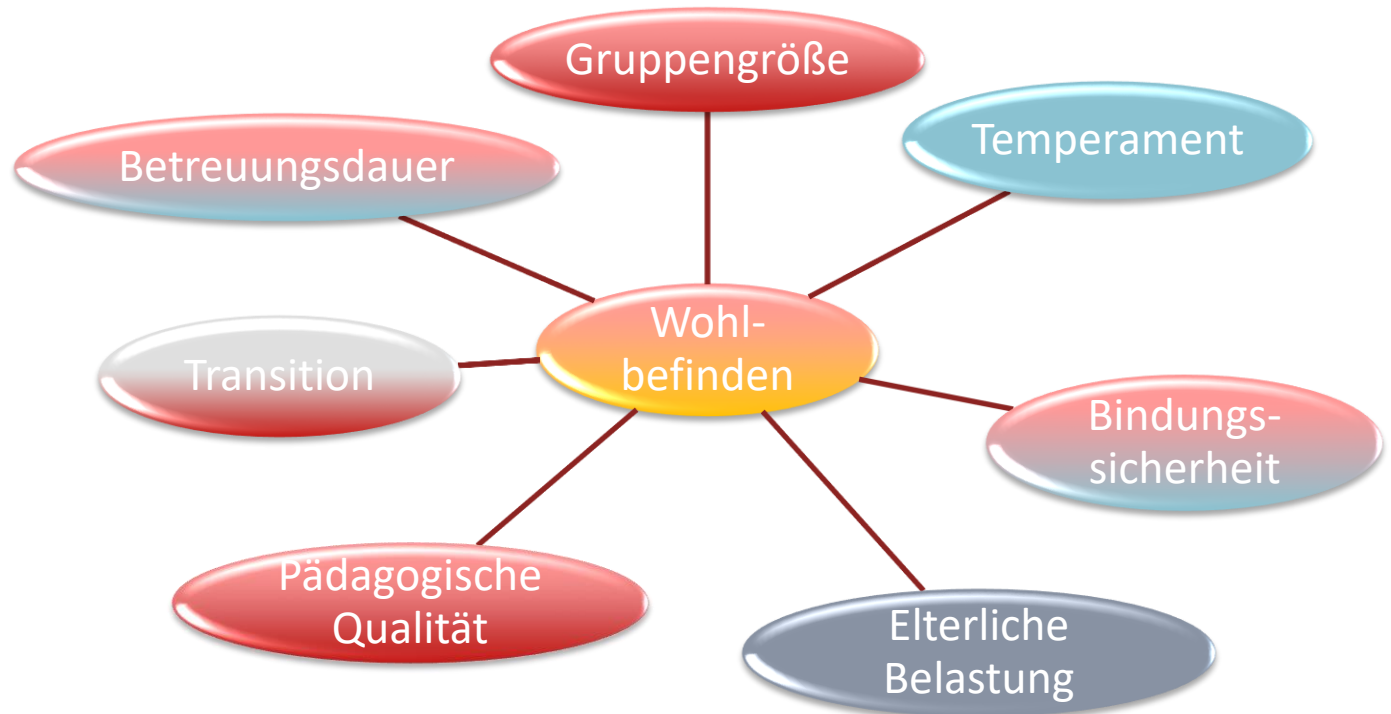 Gruppengröße
Temperament
Betreuungsdauer
Wohl-
befinden
Transition
Bindungs-
sicherheit
Pädagogische
Qualität
Elterliche
Belastung